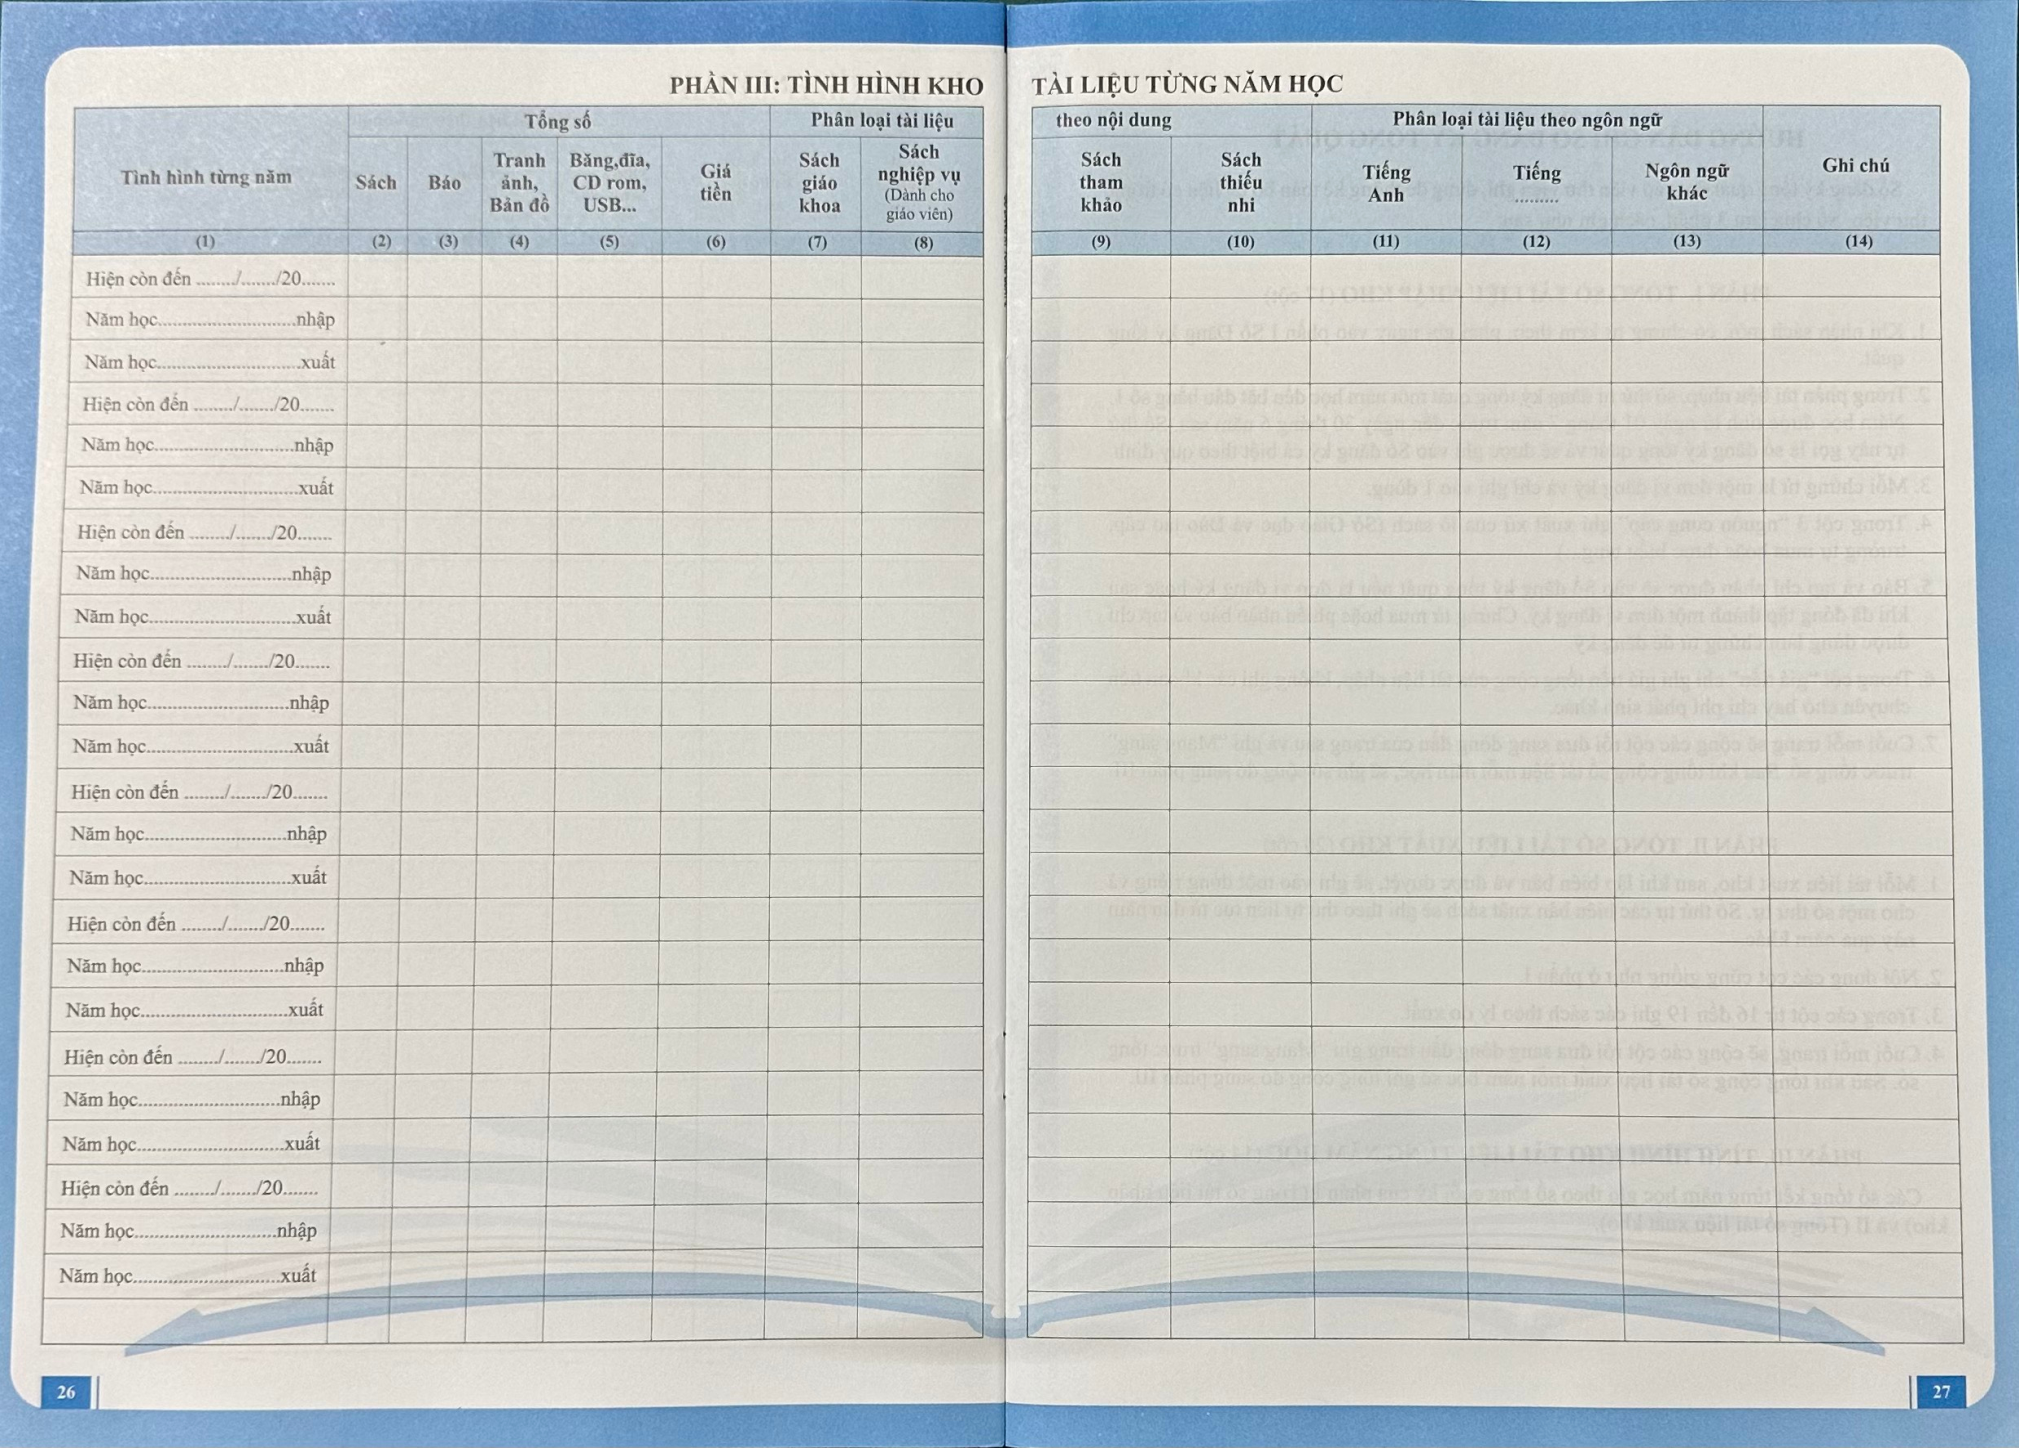 PHẦN III: TÌNH HÌNH KHO TÀI LIỆU TỪNG NĂM HỌC
Tình hình từng năm
Tổng số
Phân loại tài liệu
Sách
Báo
Tranh
ảnh,
Bản đồ
Băng,đĩa,
CD rom,
USB...
Giá
tiền
Sách
giáo
khoa
Sách
nghiệp vụ
(Dành cho
giáo viên)
(1) (2) (3) (4) (5) (6) (7) (8)
Hiện còn đến ......../......./20.......
Năm học............................nhập
Năm học.............................xuất
Hiện còn đến ......../......./20.......
Năm học............................nhập
Năm học.............................xuất
Hiện còn đến ......../......./20.......
Năm học............................nhập
Năm học.............................xuất
Hiện còn đến ......../......./20.......
Năm học............................nhập
Năm học.............................xuất
Hiện còn đến ......../......./20.......
Năm học............................nhập
Năm học.............................xuất
Hiện còn đến ......../......./20.......
Năm học............................nhập
Năm học.............................xuất
Hiện còn đến ......../......./20.......
Năm học............................nhập
Năm học.............................xuất
Hiện còn đến ......../......./20.......
Năm học............................nhập
Năm học.............................xuất
26
theo nội dung
Phân loại tài liệu theo ngôn ngữ
Ghi chú
Sách
tham
khảo
Sách
thiếu
nhi
Tiếng
Anh
Tiếng
.........
Ngôn ngữ
khác
(9) (10) (11) (12) (13) (14)
27